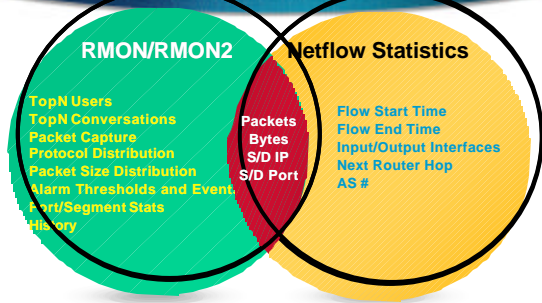 RMON/RMON2
TopN Users
TopN Conversations
Packet Capture
Protocol Distribution
Packet Size Distribution
Alarm Thresholds and Event
Port/Segment Stats
History
Packets
Bytes
S/D IP
S/D Port
Netflow Statistics
Flow Start Time
Flow End Time
Input/Output Interfaces
Next Router Hop
AS #